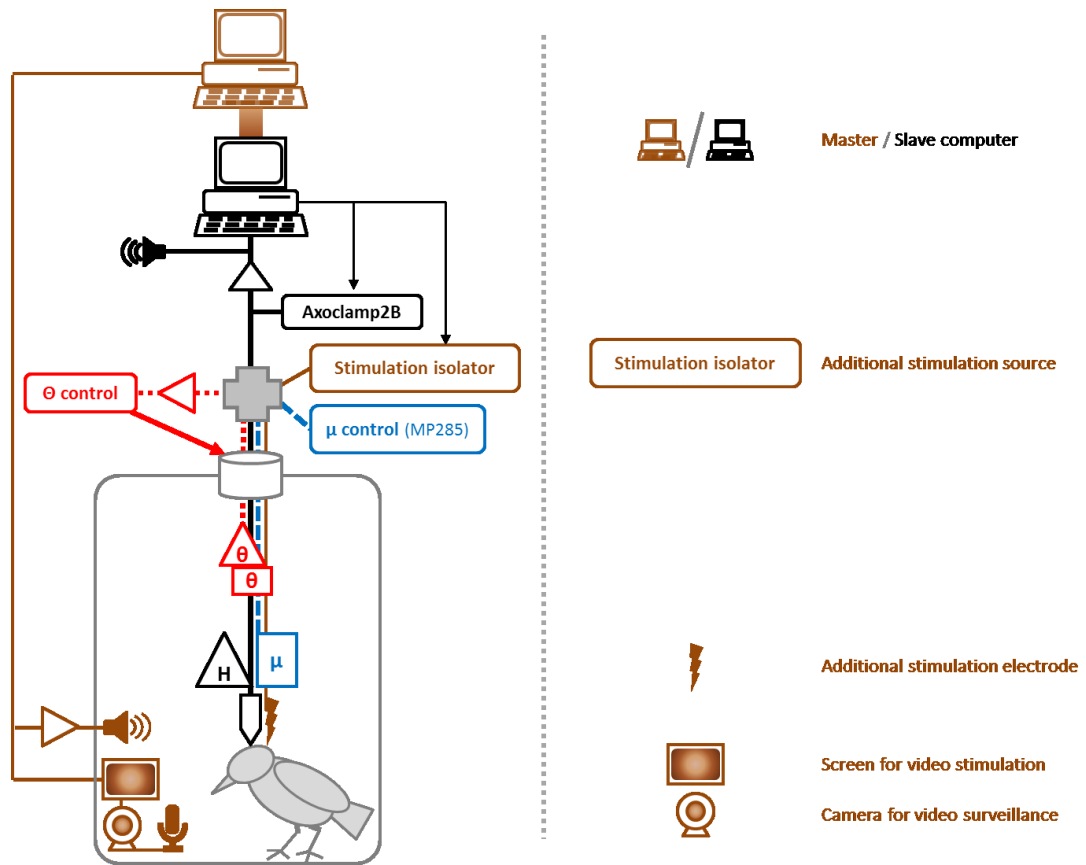 Master / Slave computer
Axoclamp2B
Stimulation isolator
Stimulation isolator
Additional stimulation source
Θ control
μ control (MP285)
θ
θ
H
μ
Additional stimulation electrode
Screen for video stimulation
Camera for video surveillance